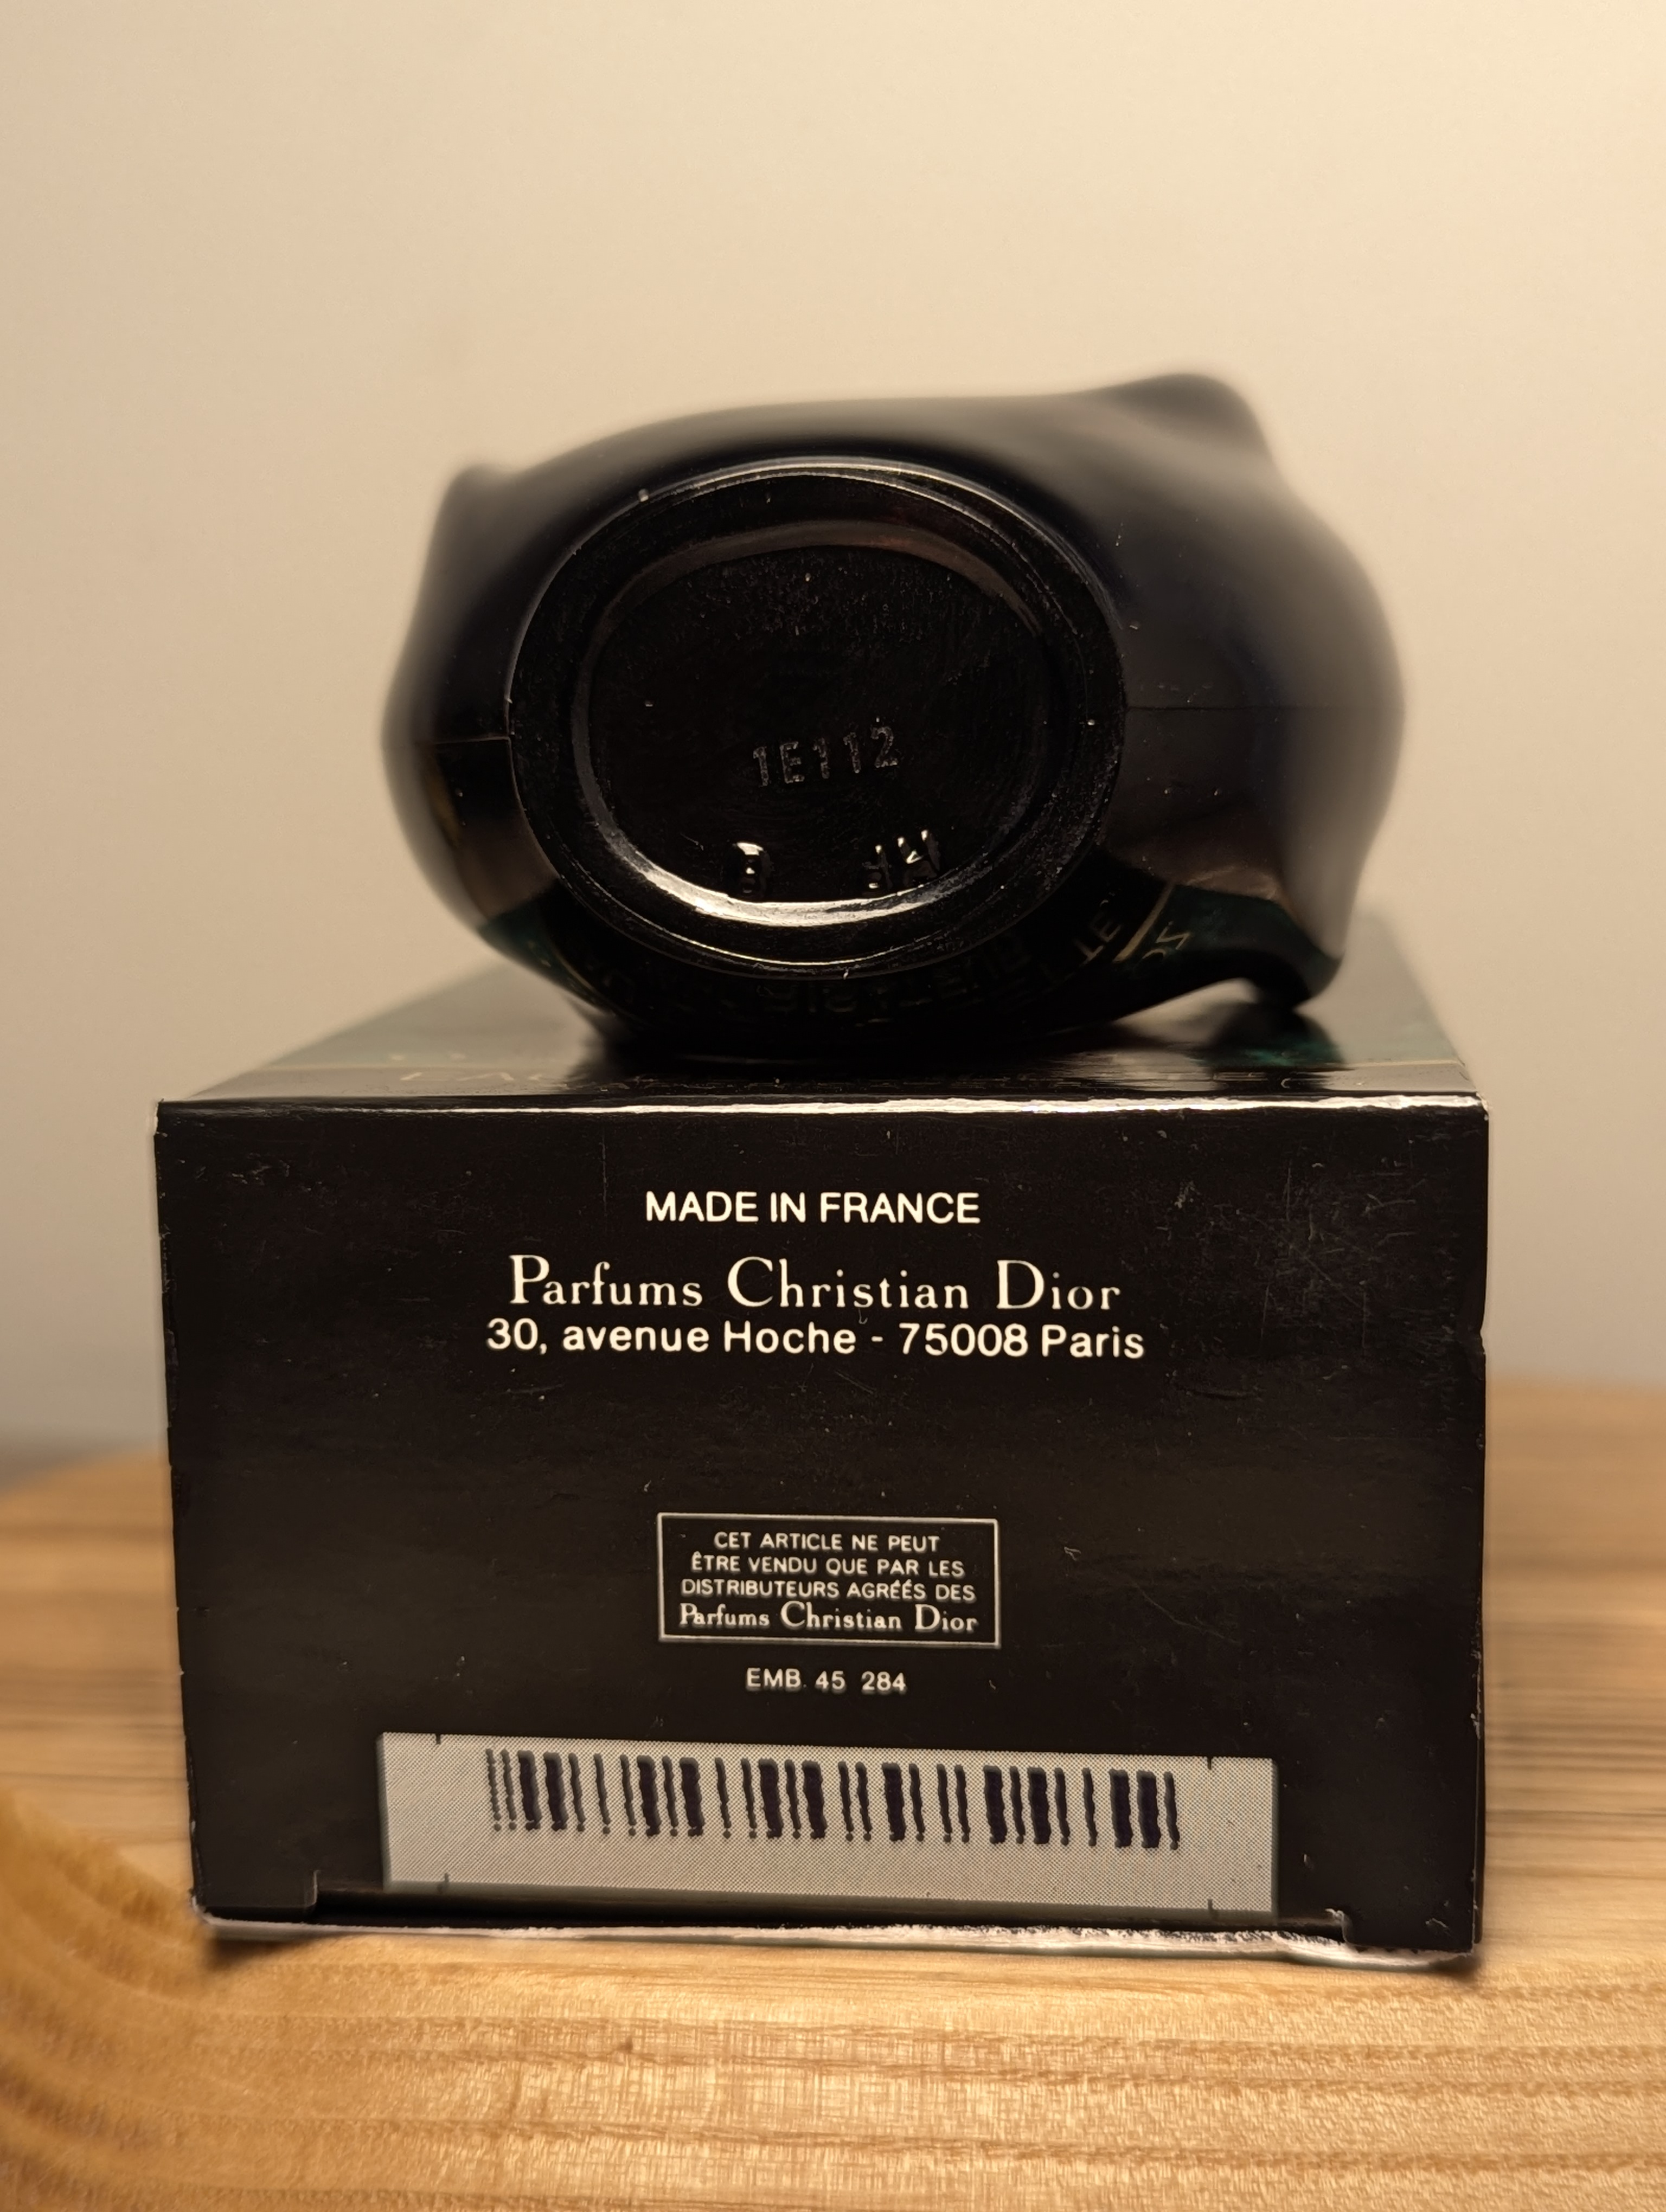 1E112
MADE IN FRANCE
Parfums Christian Dior
30, avenue Hoche - 75008 Paris
CET ARTICLE NE PEUT
ÊTRE VENDU QUE PAR LES
DISTRIBUTEURS AGRÉÉS DES
Parfums Christian Dior
EMB. 45 284